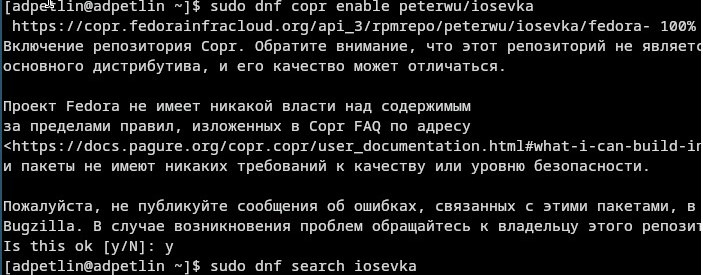 [adpetlin@adpetlin ~]$ sudo dnf copr enable peterwu/iosevka
https://copr.fedorainfracloud.org/api_3/rpmrepo/peterwu/iosevka/fedora- 100%
Включение репозитория Copr. Обратите внимание, что этот репозиторий не являетс
основного дистрибутива, и его качество может отличаться.
Проект Fedora не имеет никакой власти над содержимым
за пределами правил, изложенных в Copr FAQ по адресу
<https://docs.pagure.org/copr.copr/user_documentation.html#what-i-can-build-in
и пакеты не имеют никаких требований к качеству или уровню безопасности.
Пожалуйста, не публикуйте сообщения об ошибках, связанных с этими пакетами, в
Bugzilla. В случае возникновения проблем обращайтесь к владельцу этого репозит
Is this ok [y/N]: y
[adpetlin@adpetlin ~]$ sudo dnf search iosevka